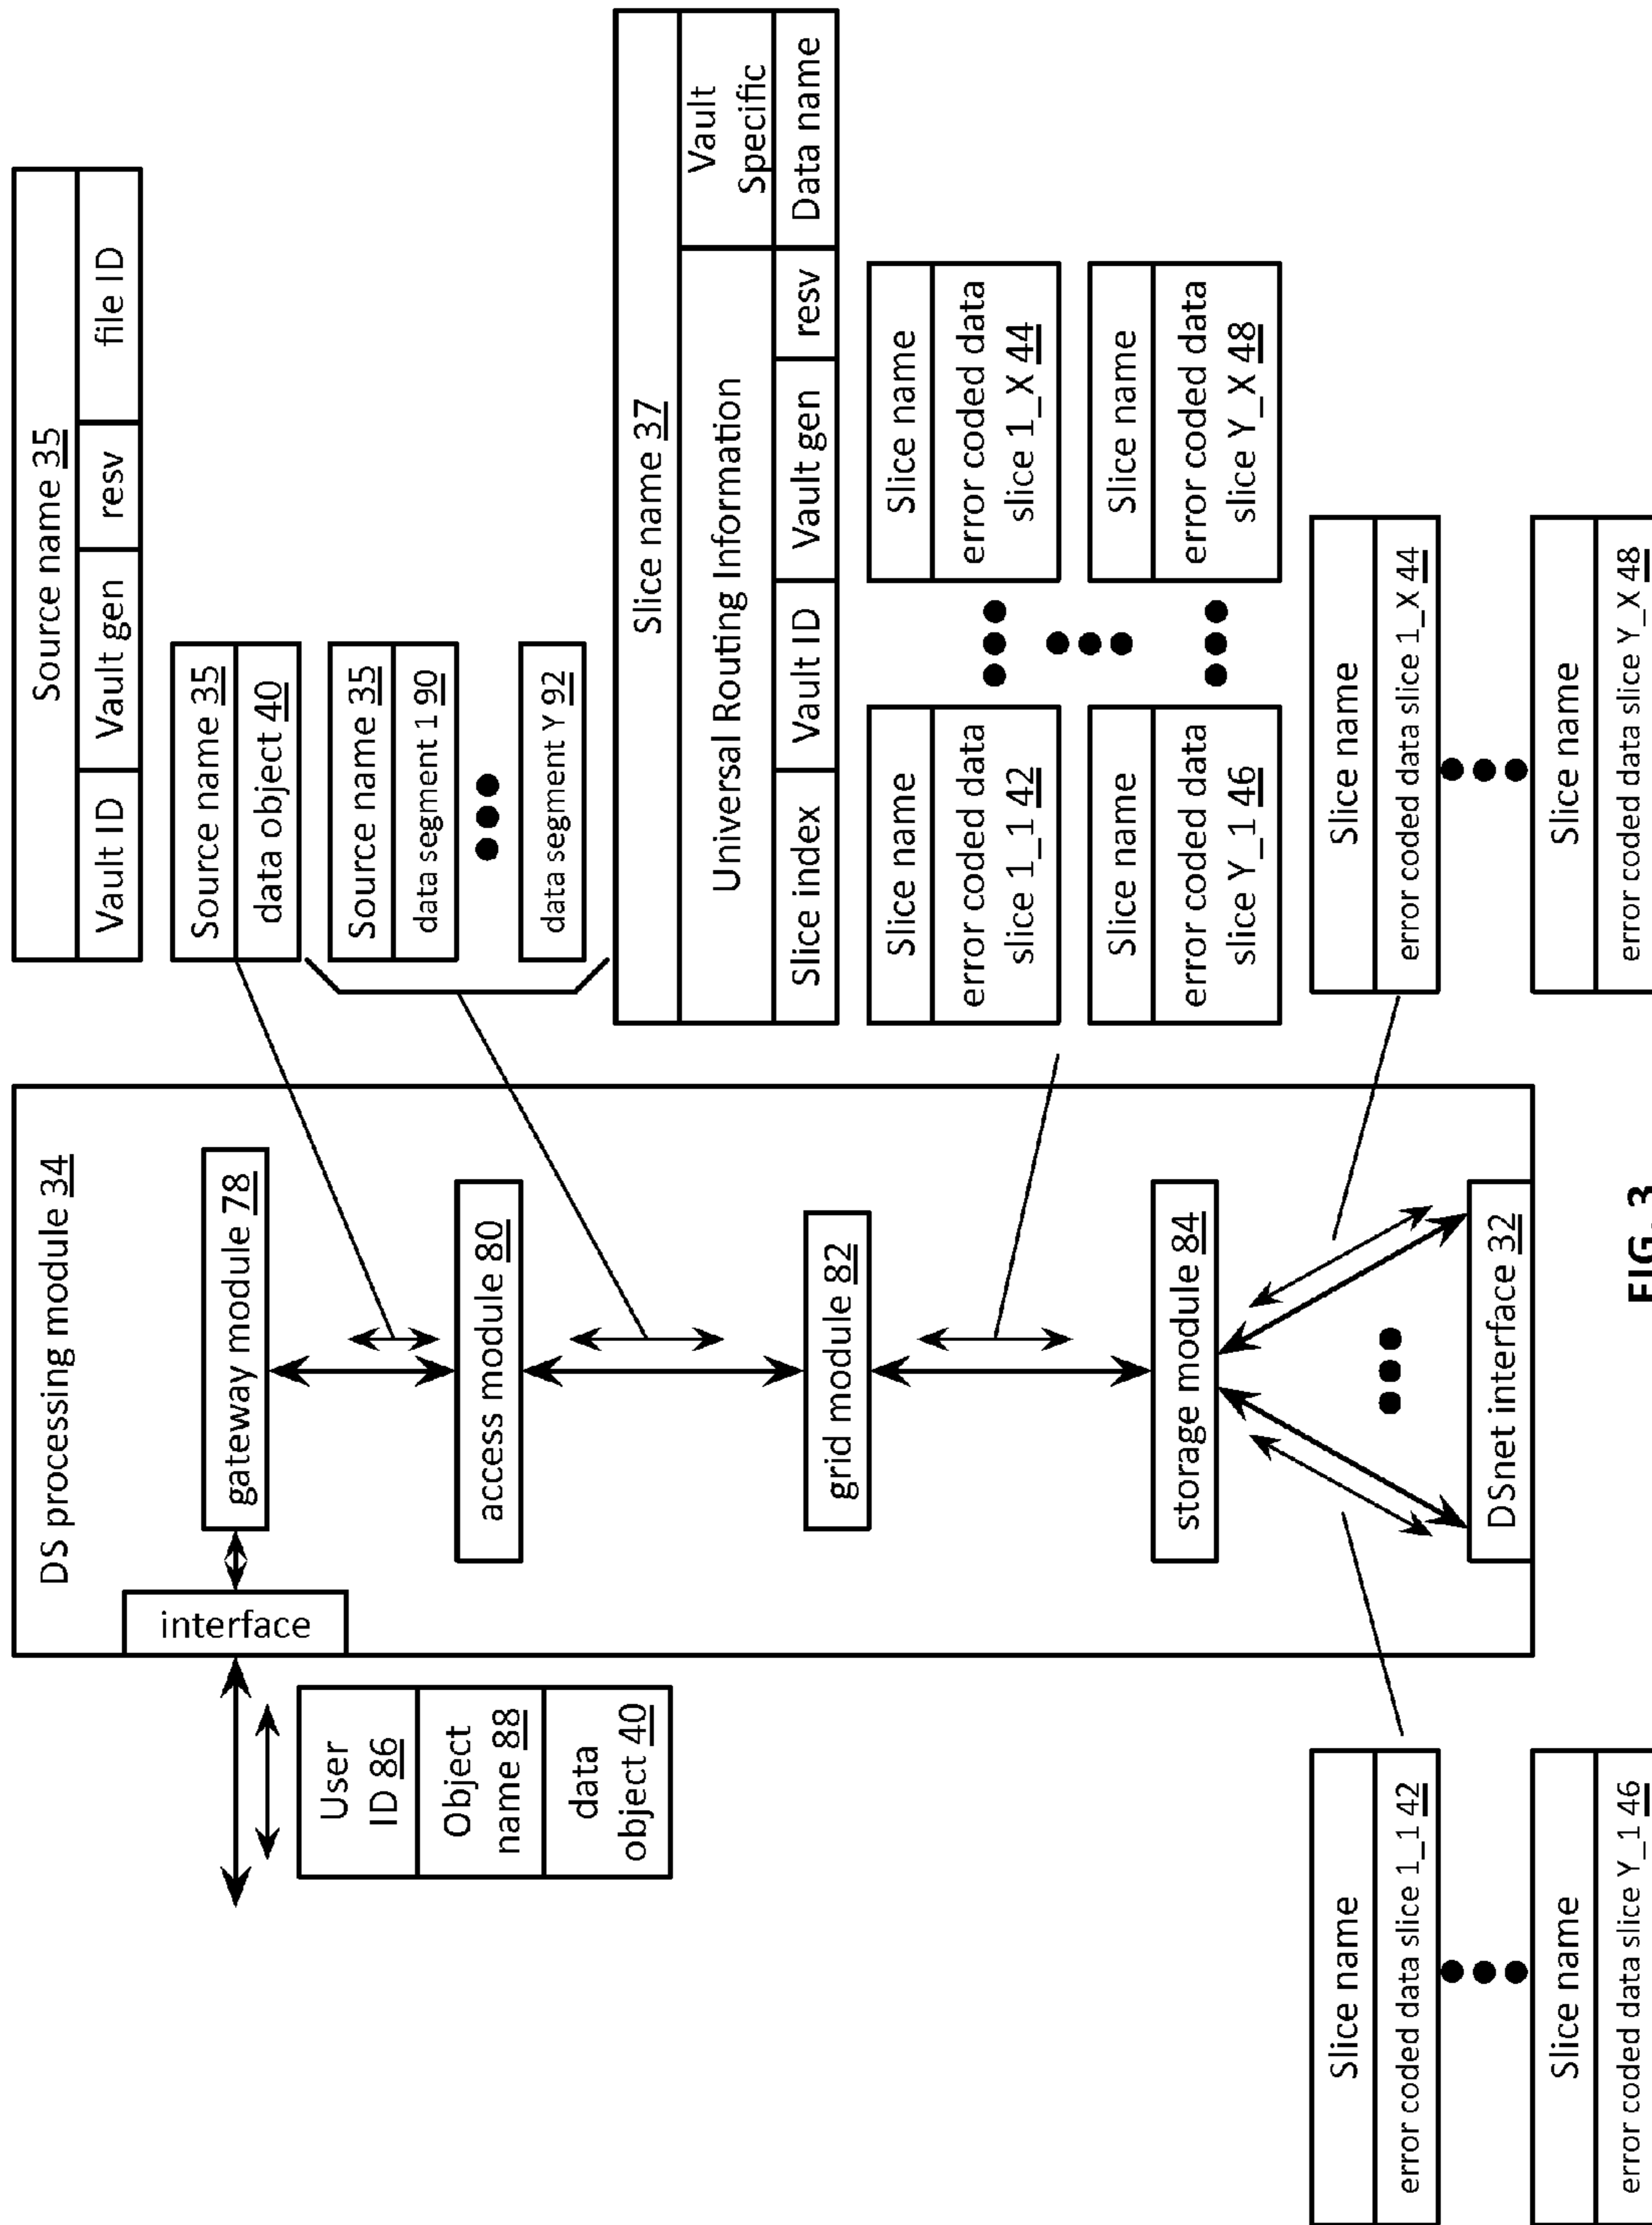 DS processing module 34
interface
gateway module 78
access module 80
grid module 82
storage module 84
DSnet interface 32
User
ID 86
Object
name 88
data
object 40
Source name 35
Vault ID
Vault gen
resv
file ID
Source name 35
data object 40
Source name 35
data segment 1 90
data segment Y 92
Slice name 37
Universal Routing Information
Vault
Specific
Slice index
Vault ID
Vault gen
resv
Data name
Slice name
error coded data
slice 1_1 42
Slice name
error coded data
slice 1_X 44
Slice name
error coded data
slice Y_1 46
Slice name
error coded data
slice Y_X 48
Slice name
error coded data slice 1_1 42
Slice name
error coded data slice Y_1 46
Slice name
error coded data slice 1_X 44
Slice name
error coded data slice Y_X 48
FIG. 3